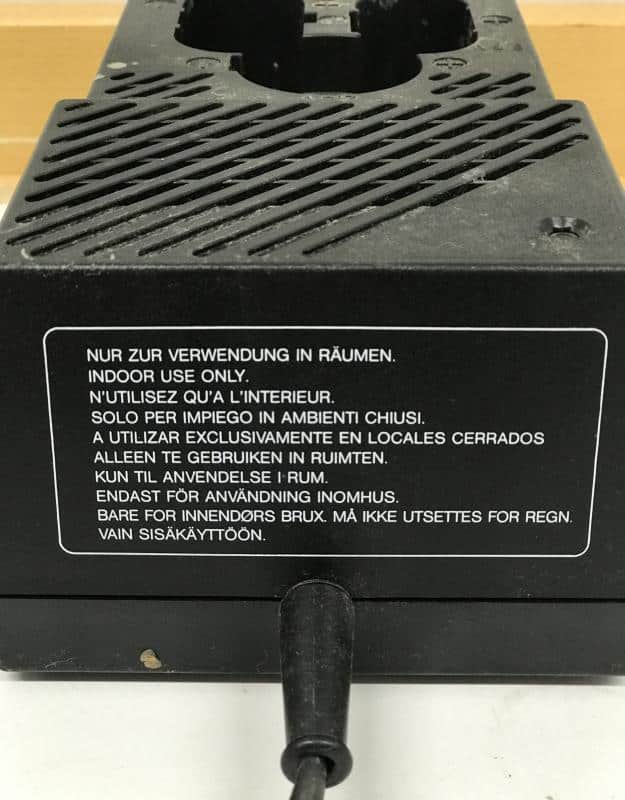 NUR ZUR VERWENDUNG IN RÄUMEN.
INDOOR USE ONLY.
N'UTILISEZ QU'A L'INTERIEUR.
SOLO PER IMPIEGO IN AMBIENTI CHIUSI.
A UTILIZAR EXCLUSIVAMENTE EN LOCALES CERRADOS
ALLEEN TE GEBRUIKEN IN RUIMTEN.
KUN TIL ANVENDELSE I RUM.
ENDAST FÖR ANVÄNDNING INOMHUS.
BARE FOR INNENDØRS BRUX. MÅ IKKE UTSETTES FOR REGN.
VAIN SISÄKÄYTTÖÖN.